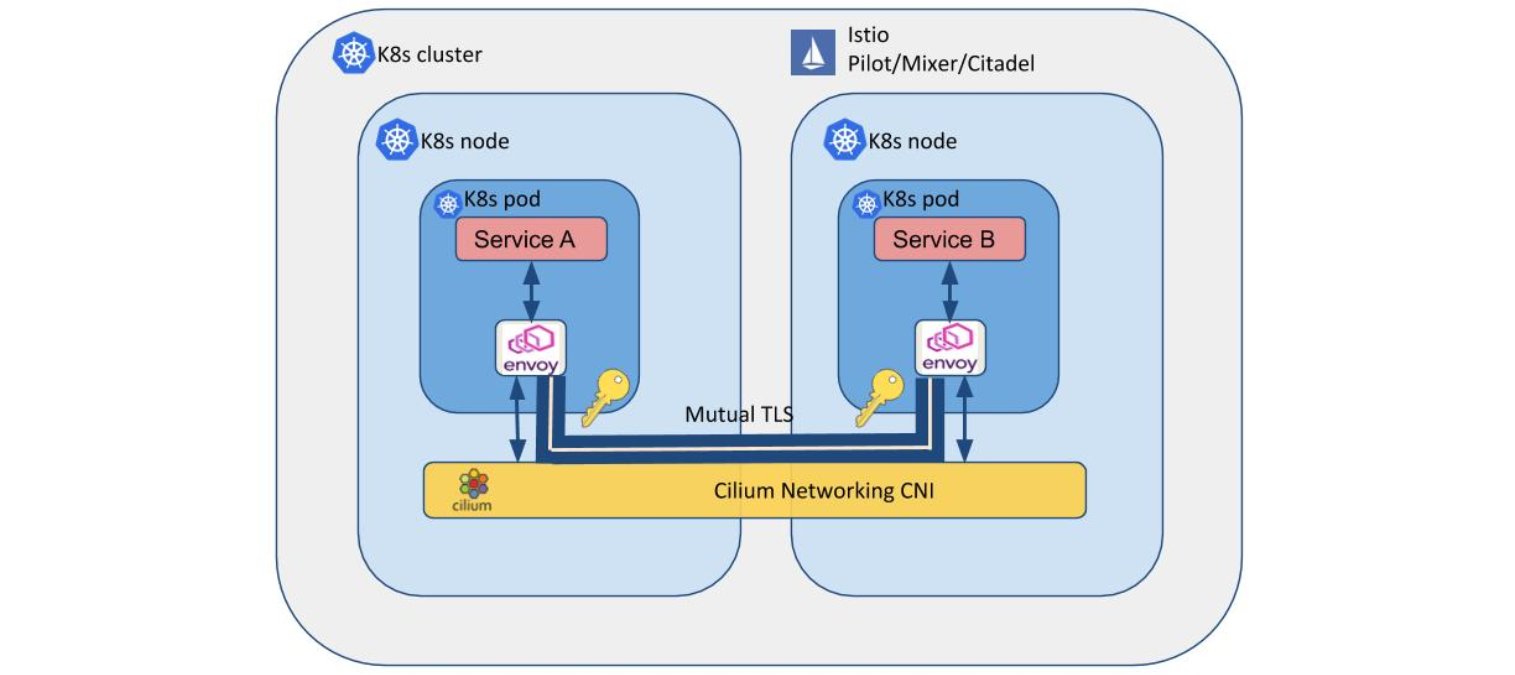 K8s cluster
Istio
Pilot/Mixer/Citadel
K8s node
K8s node
K8s pod
K8s pod
Service A
Service B
envoy
envoy
Mutual TLS
Cilium Networking CNI
cilium